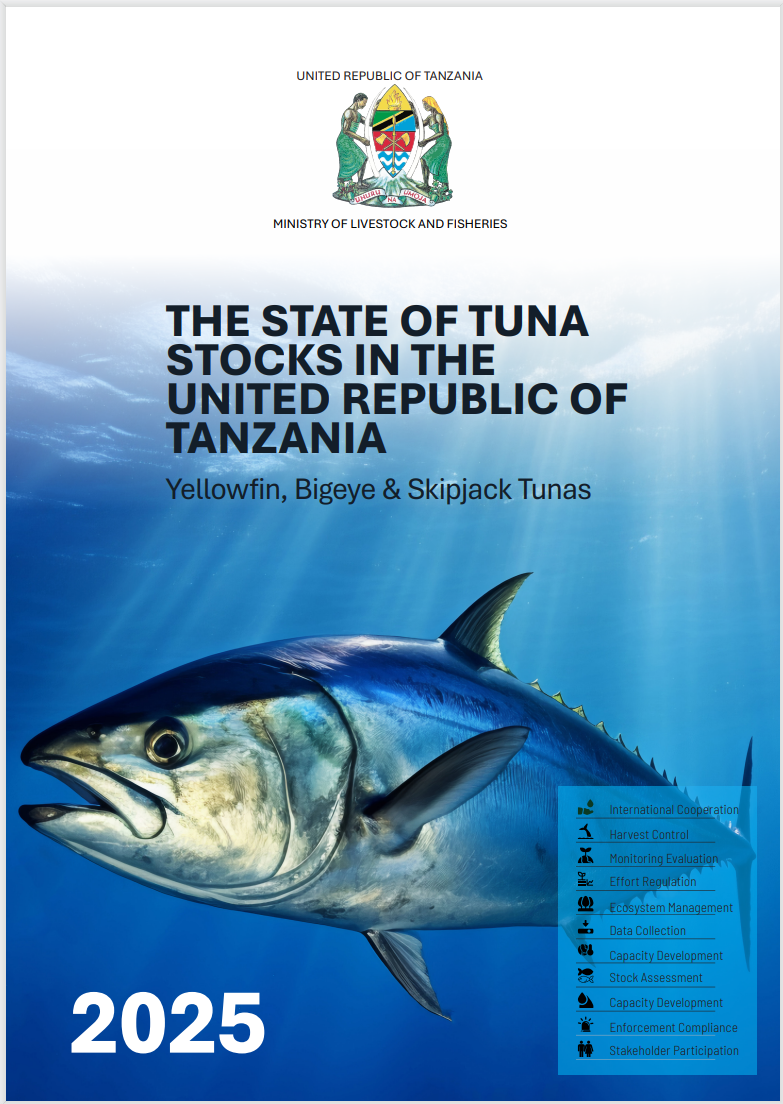 UNITED REPUBLIC OF TANZANIA
UHURU NA UMOJA
MINISTRY OF LIVESTOCK AND FISHERIES
THE STATE OF TUNA
STOCKS IN THE
UNITED REPUBLIC OF
TANZANIA
Yellowfin, Bigeye & Skipjack Tunas
International Cooperation
Harvest Control
Monitoring Evaluation
Effort Regulation
Ecosystem Management
Data Collection
Capacity Development
Stock Assessment
Capacity Development
Enforcement Compliance
Stakeholder Participation
2025